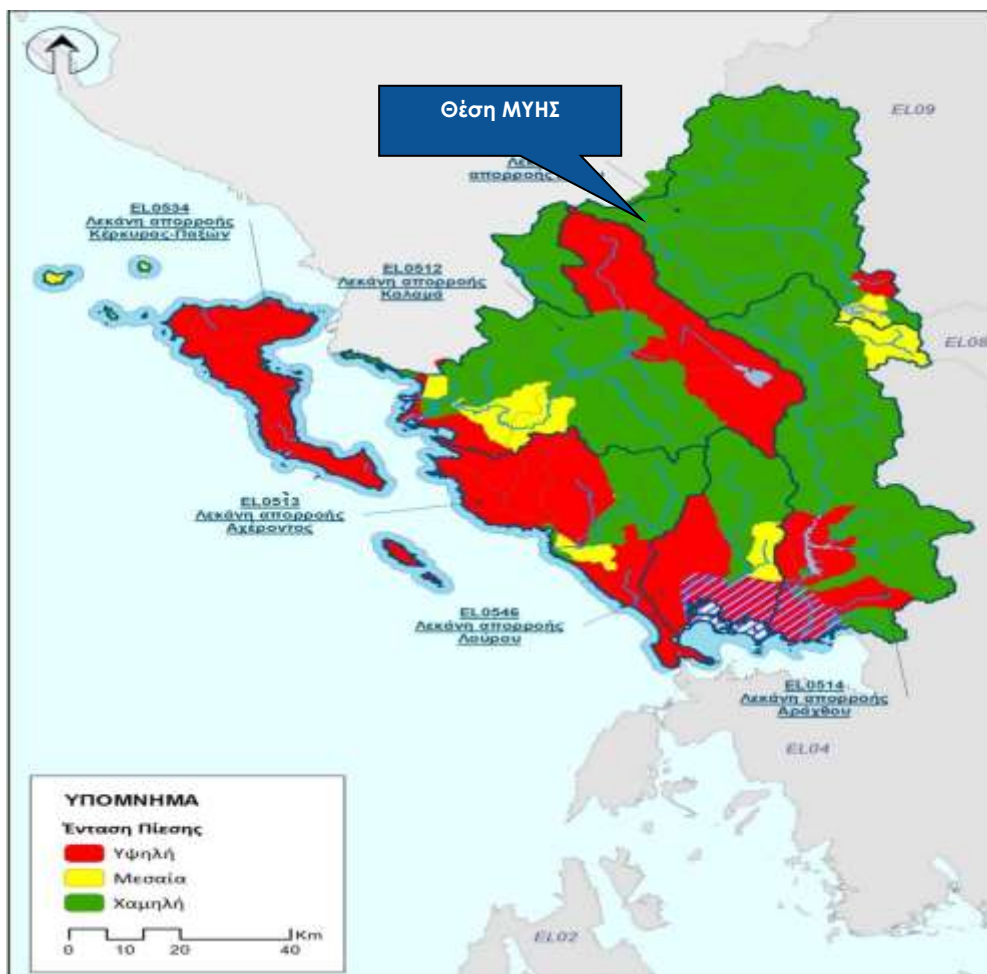 Θέση ΜΥΗΣ
EL09
απορροής
EL0534
Λεκάνη απορροής
Κέρκυρας-Παξών
EL0512
Λεκάνη απορροής
Καλαμά
EL08
EL0513
Λεκάνη απορροής
Αχέροντος
EL0546
Λεκάνη απορροής
Λούρου
EL0514
Λεκάνη απορροής
Αράχθου
EL04
ΥΠΟΜΝΗΜΑ
Ένταση Πίεσης
Υψηλή
Μεσαία
Χαμηλή
Km
0 10 20 40
EL02